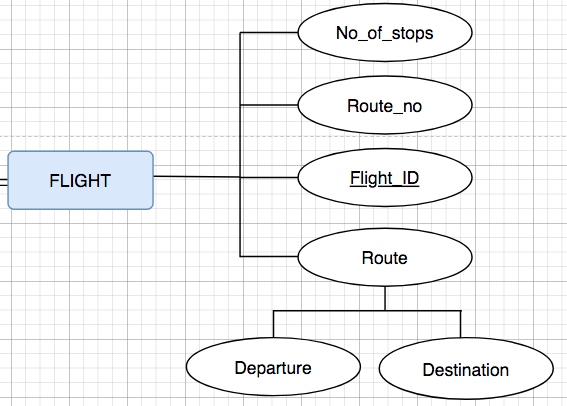 No_of_stops
Route_no
FLIGHT
Flight_ID
Route
Departure
Destination